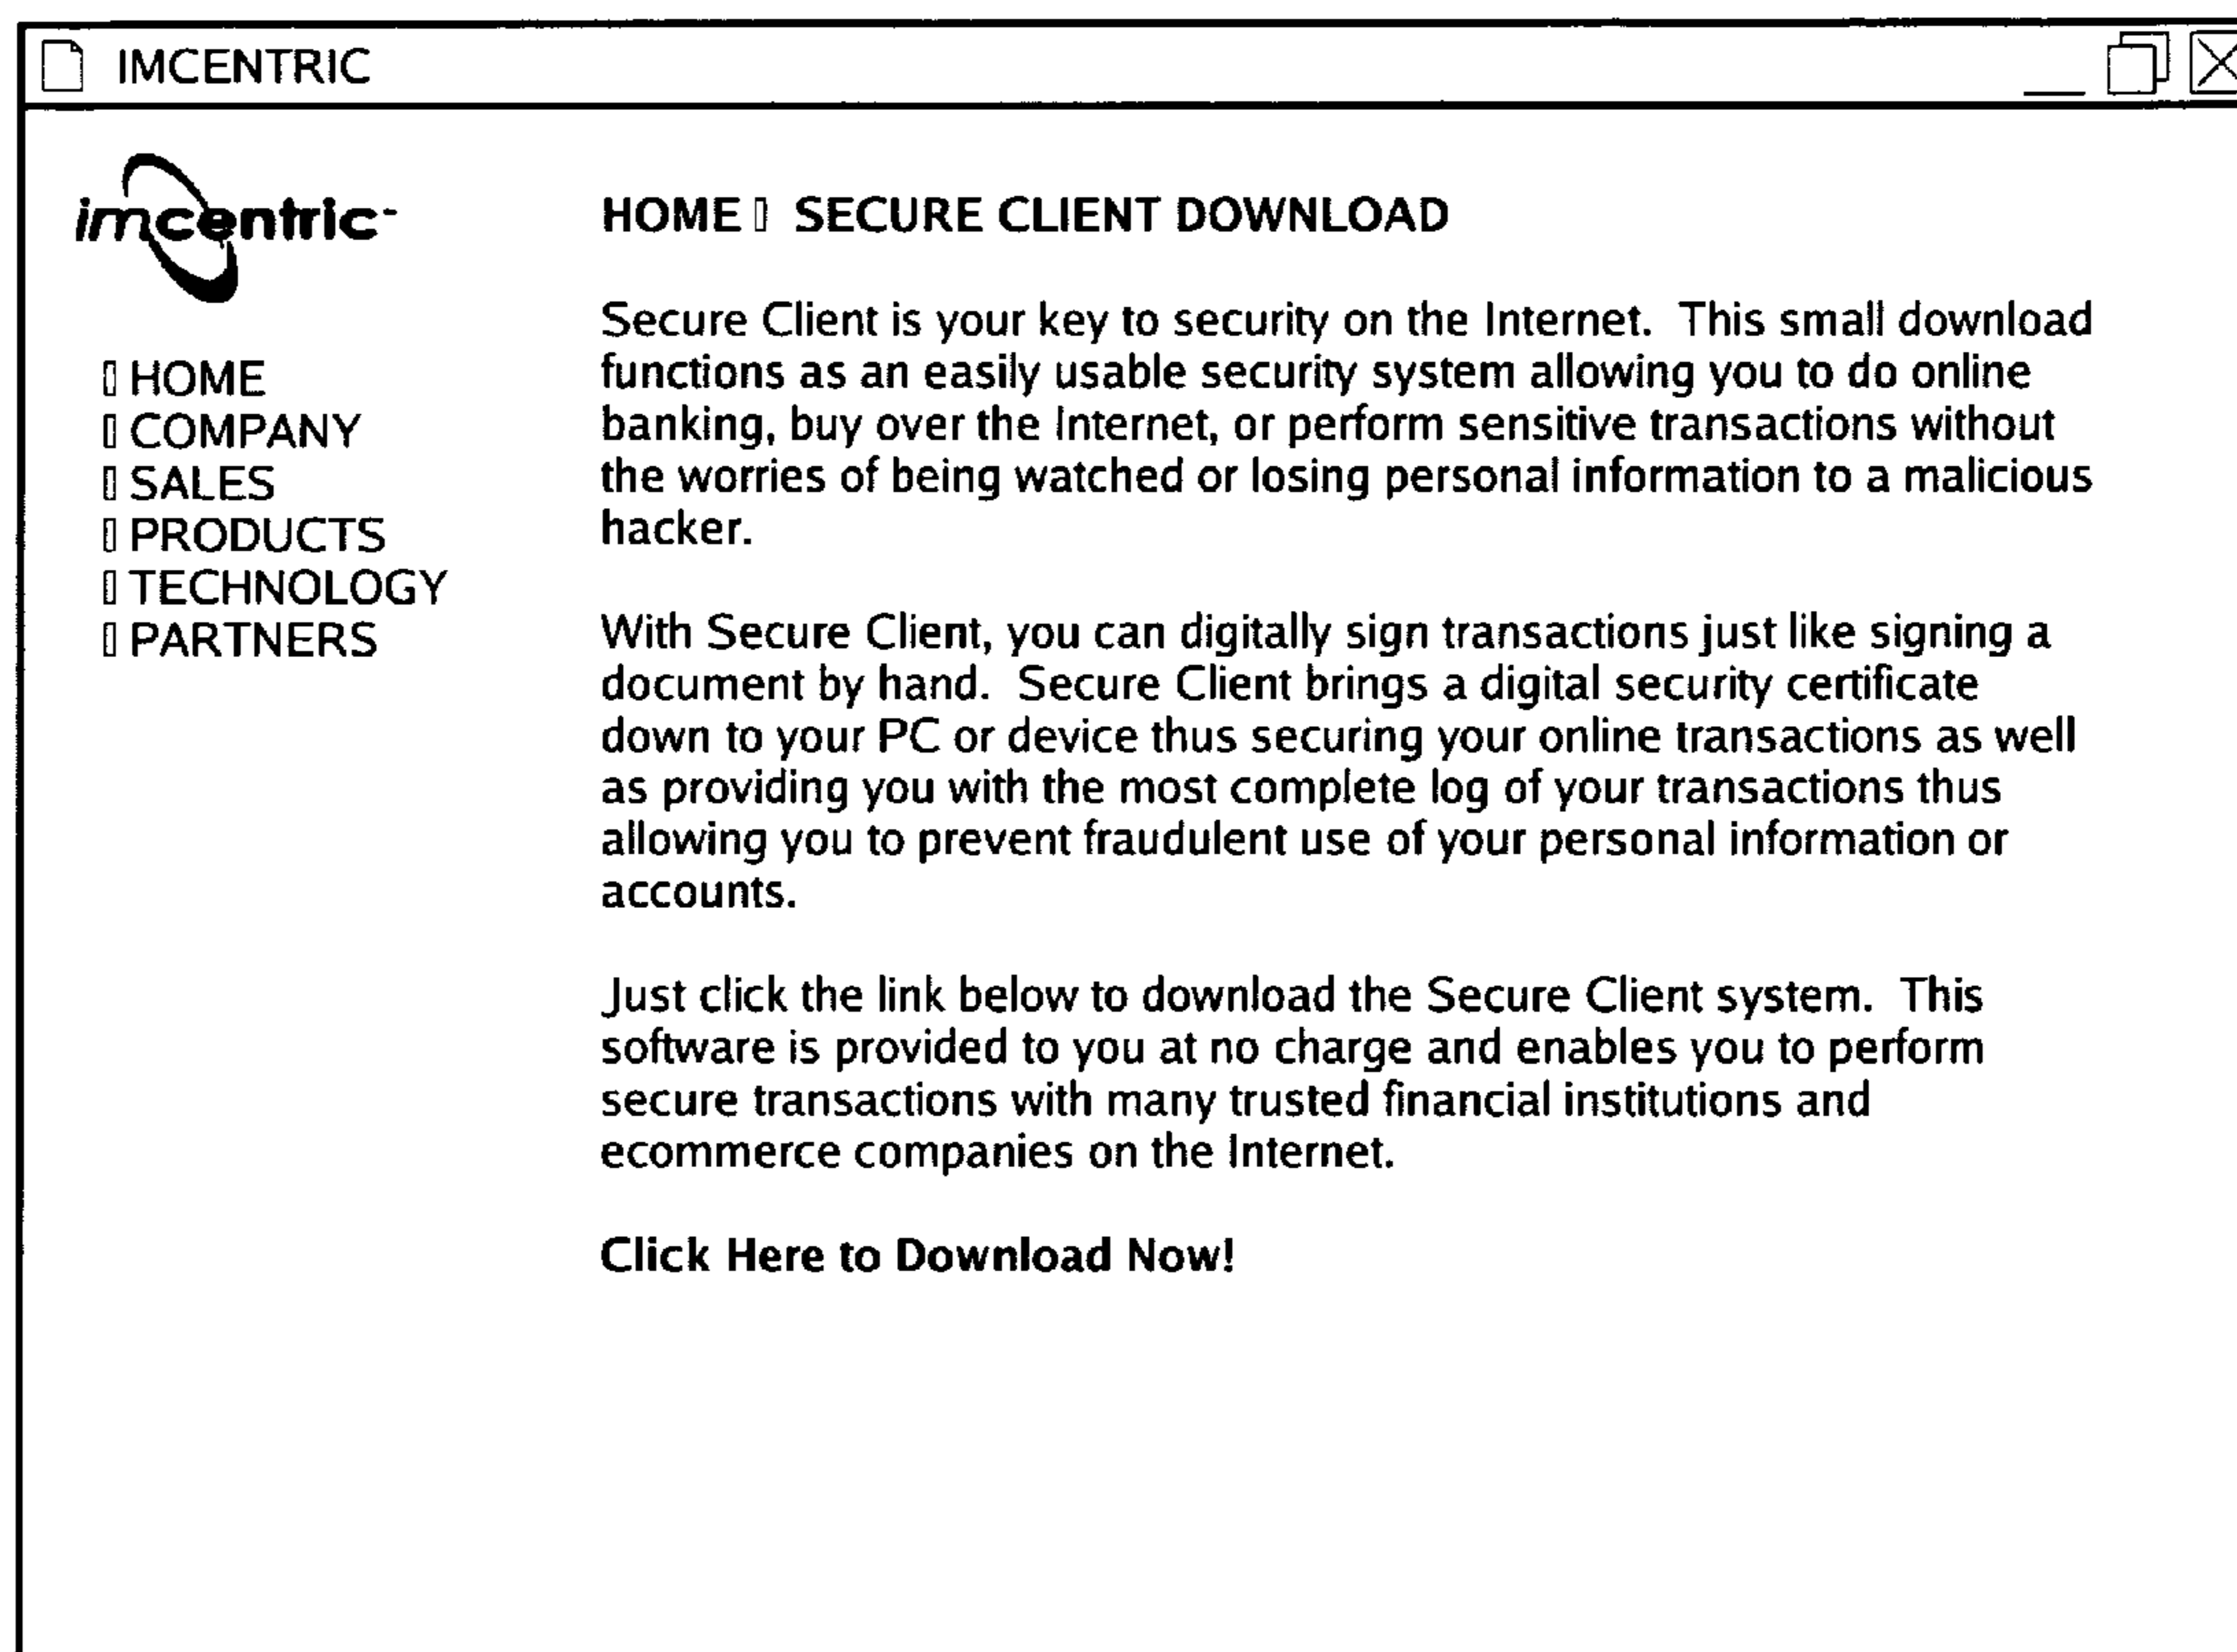 IMCENTRIC
imcentric
HOME
COMPANY
SALES
PRODUCTS
TECHNOLOGY
PARTNERS
HOME SECURE CLIENT DOWNLOAD
Secure Client is your key to security on the Internet. This small download
functions as an easily usable security system allowing you to do online
banking, buy over the Internet, or perform sensitive transactions without
the worries of being watched or losing personal information to a malicious
hacker.
With Secure Client, you can digitally sign transactions just like signing a
document by hand. Secure Client brings a digital security certificate
down to your PC or device thus securing your online transactions as well
as providing you with the most complete log of your transactions thus
allowing you to prevent fraudulent use of your personal information or
accounts.
Just click the link below to download the Secure Client system. This
software is provided to you at no charge and enables you to perform
secure transactions with many trusted financial institutions and
ecommerce companies on the Internet.
Click Here to Download Now!